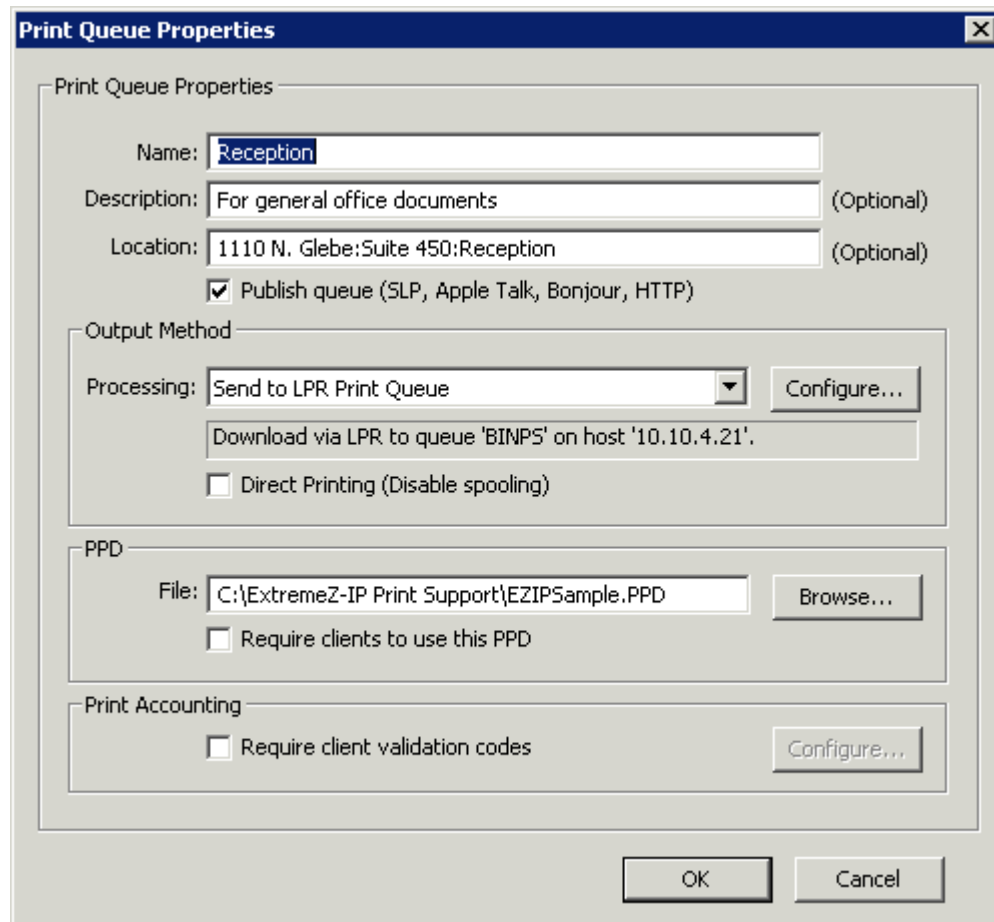 Print Queue Properties
Print Queue Properties
Name: Reception
Description: For general office documents (Optional)
Location: 1110 N. Glebe:Suite 450:Reception (Optional)
Publish queue (SLP, Apple Talk, Bonjour, HTTP)
Output Method
Processing: Send to LPR Print Queue Configure...
Download via LPR to queue 'BINPS' on host '10.10.4.21'.
Direct Printing (Disable spooling)
PPD
File: C:\ExtremeZ-IP Print Support\EZIPSample.PPD Browse...
Require clients to use this PPD
Print Accounting
Require client validation codes Configure...
OK Cancel